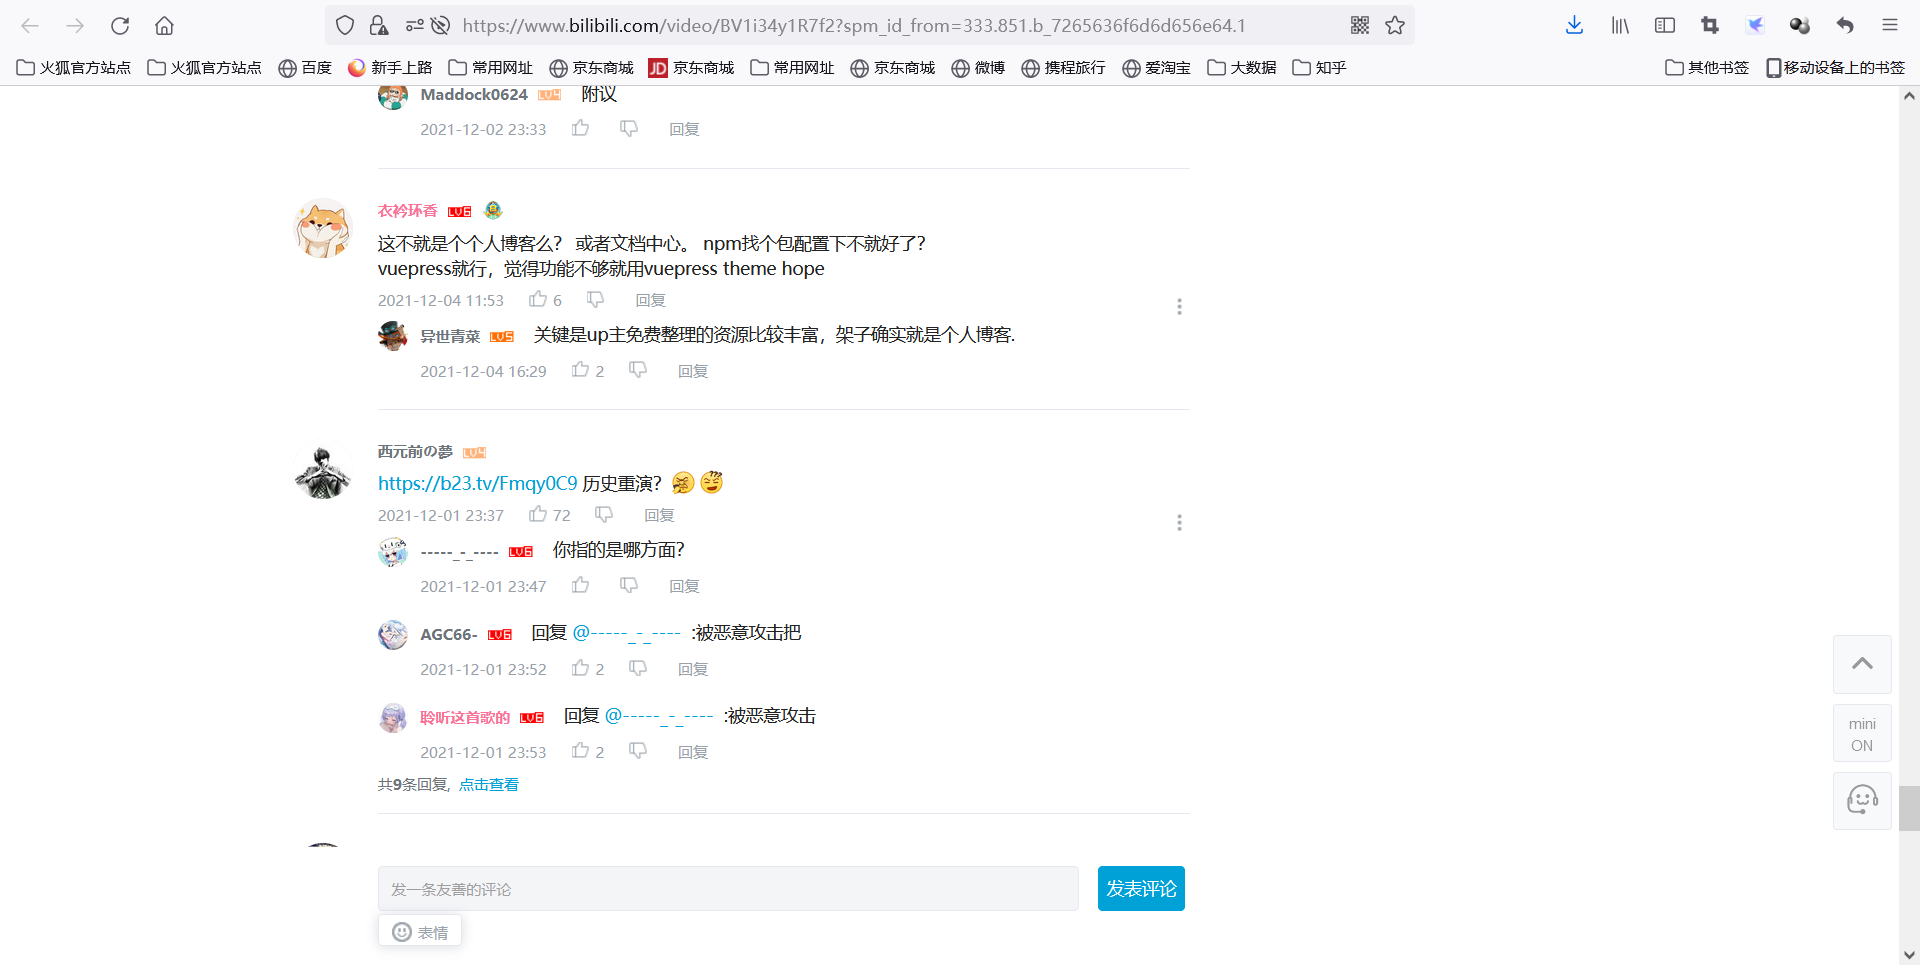 https://www.bilibili.com/video/BV1i34y1R7f2?spm_id_from=333.851.b_7265636f6d6d656e64.1
火狐官方站点 火狐官方站点 百度 新手上路 常用网址 京东商城 JD 京东商城 常用网址 京东商城 微博 携程旅行 爱淘宝 大数据 知乎 其他书签 移动设备上的书签
Maddock0624 LV4 附议
2021-12-02 23:33 回复
衣衿环香 LV6
这不就是个个人博客么？ 或者文档中心。 npm找个包配置下不就好了？
vuepress就行，觉得功能不够就用vuepress theme hope
2021-12-04 11:53 6 回复
异世青菜 LV5 关键是up主免费整理的资源比较丰富，架子确实就是个人博客.
2021-12-04 16:29 2 回复
西元前の夢 LV4
https://b23.tv/Fmqy0C9 历史重演？
2021-12-01 23:37 72 回复
-----_-_---- LV6 你指的是哪方面？
2021-12-01 23:47 回复
AGC66- LV6 回复 @-----_-_---- :被恶意攻击把
2021-12-01 23:52 2 回复
聆听这首歌的 LV6 回复 @-----_-_---- :被恶意攻击
2021-12-01 23:53 2 回复
共9条回复, 点击查看
mini
ON
发一条友善的评论 发表评论
表情